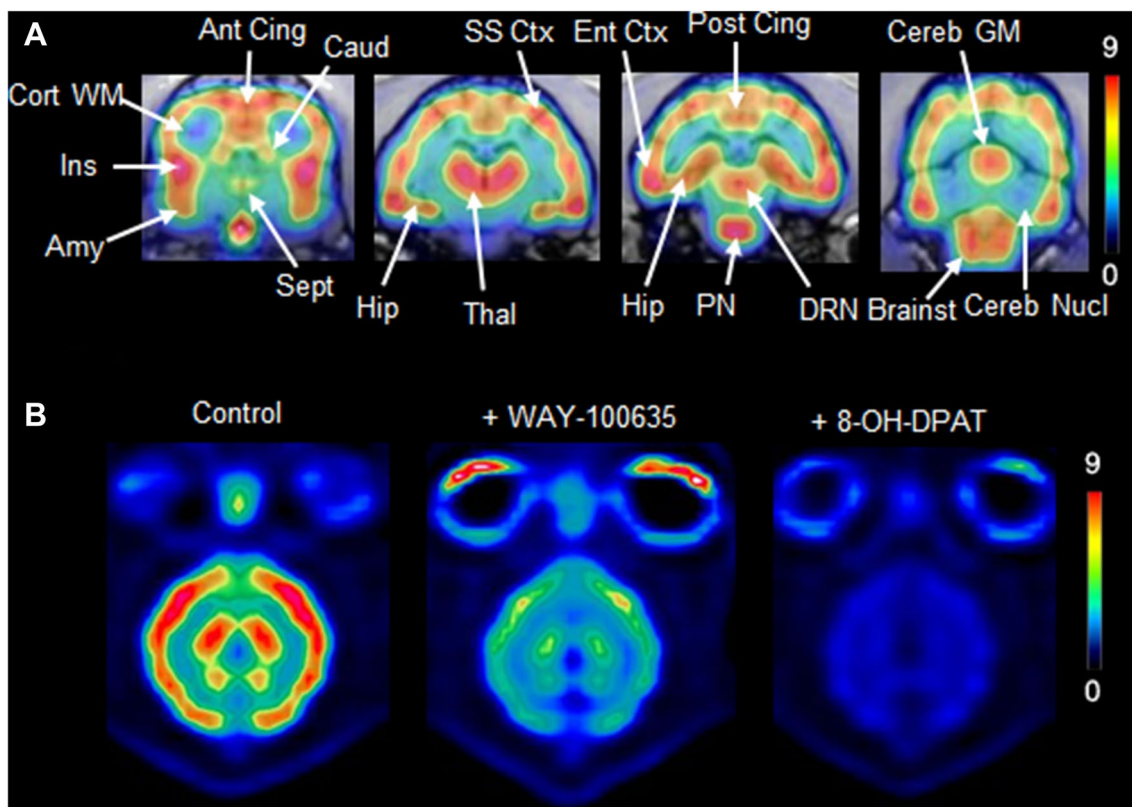 A
Ant Cing
Caud
SS Ctx
Ent Ctx
Post Cing
Cereb GM
9
Cort WM
Ins
Amy
0
Sept
Hip
Thal
Hip
PN
DRN
Brainst
Cereb Nucl
B
Control
+ WAY-100635
+ 8-OH-DPAT
9
0